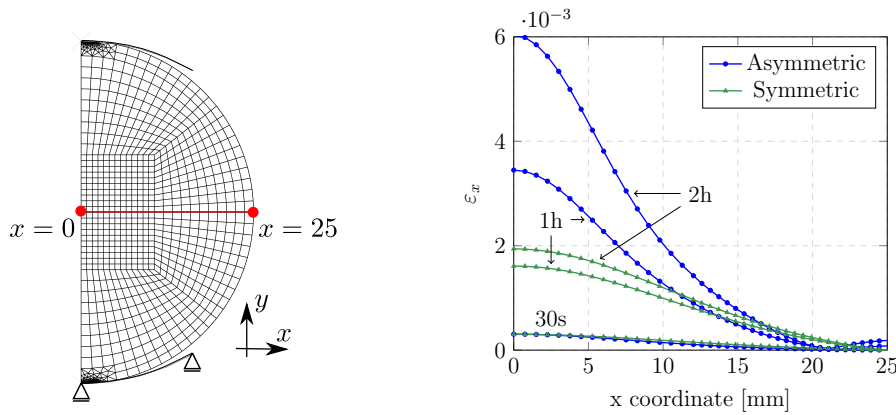 x = 0
x = 25
y
x
·10⁻³
6
4
2
0
εₓ
Asymmetric
Symmetric
2h
1h
30s
0 5 10 15 20 25
x coordinate [mm]